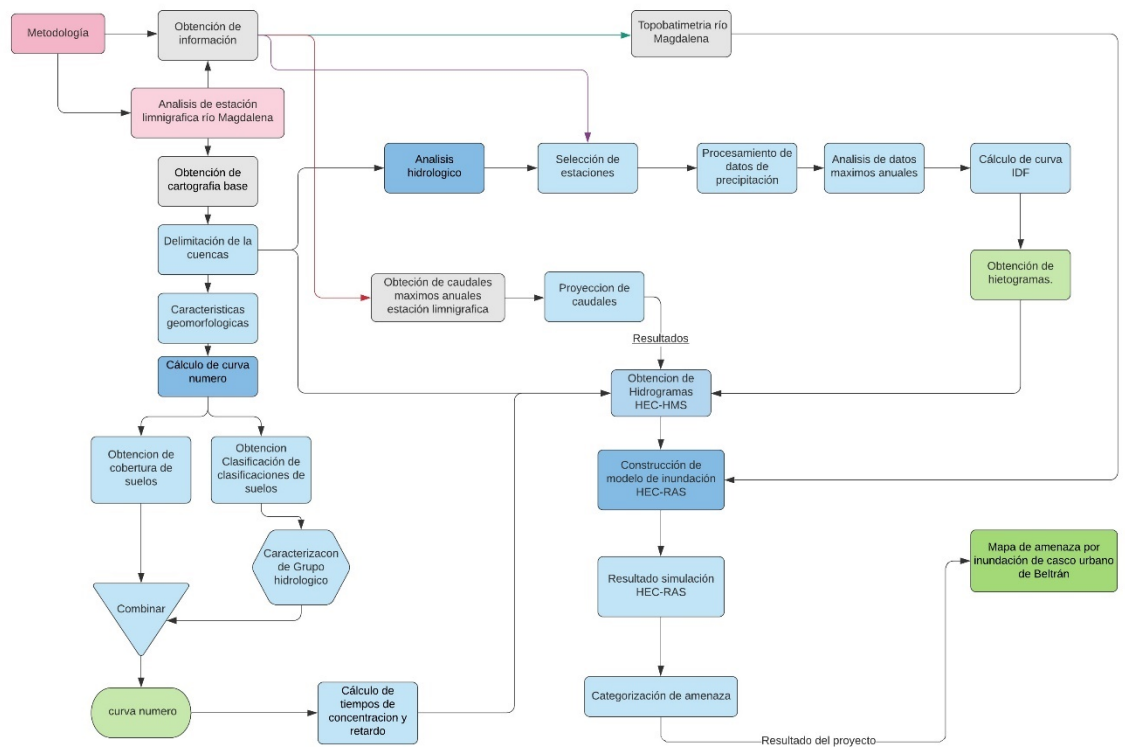 Metodología
Obtención de
información
Topobatimetria río
Magdalena
Analisis de estación
limnigrafica río Magdalena
Obtención de
cartografia base
Analisis
hidrologico
Selección de
estaciones
Procesamiento de
datos de
precipitación
Analisis de datos
maximos anuales
Cálculo de curva
IDF
Delimitación de la
cuencas
Obtención de
hietogramas.
Obteción de caudales
maximos anuales
estación limnigrafica
Proyeccion de
caudales
Caracteristicas
geomorfologicas
Resultados
Cálculo de curva
numero
Obtencion de
Hidrogramas
HEC-HMS
Obtencion de
cobertura de
suelos
Obtencion
Clasificación de
clasificaciones de
suelos
Construcción de
modelo de inundación
HEC-RAS
Caracterizacon
de Grupo
hidrologico
Mapa de amenaza por
inundación de casco urbano
de Beltrán
Resultado simulación
HEC-RAS
Combinar
curva numero
Cálculo de
tiempos de
concentracion y
retardo
Categorización de amenaza
Resultado del proyecto